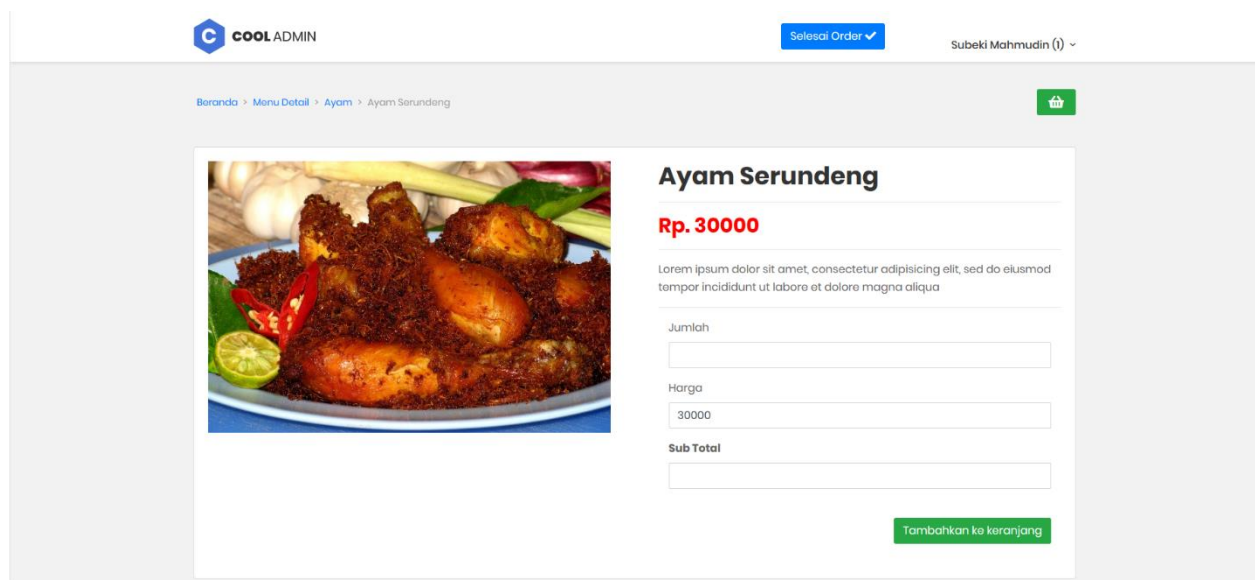 C COOL ADMIN
Selesai Order
Subeki Mahmudin (1)
Beranda > Menu Detail > Ayam > Ayam Serundeng
Ayam Serundeng
Rp. 30000
Lorem ipsum dolor sit amet, consectetur adipisicing elit, sed do eiusmod
tempor incididunt ut labore et dolore magna aliqua
Jumlah
Harga
30000
Sub Total
Tambahkan ke keranjang